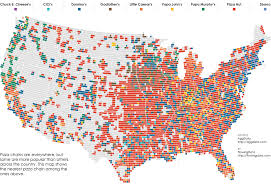 Chuck E. Cheese's CiCi's Domino's Godfather's Little Caesar's Papa John's Papa Murphy's Pizza Hut Sbarro
Pizza chains are everywhere, but
some are more popular than others
across the country. This map shows
the nearest pizza chain among the
ones above.